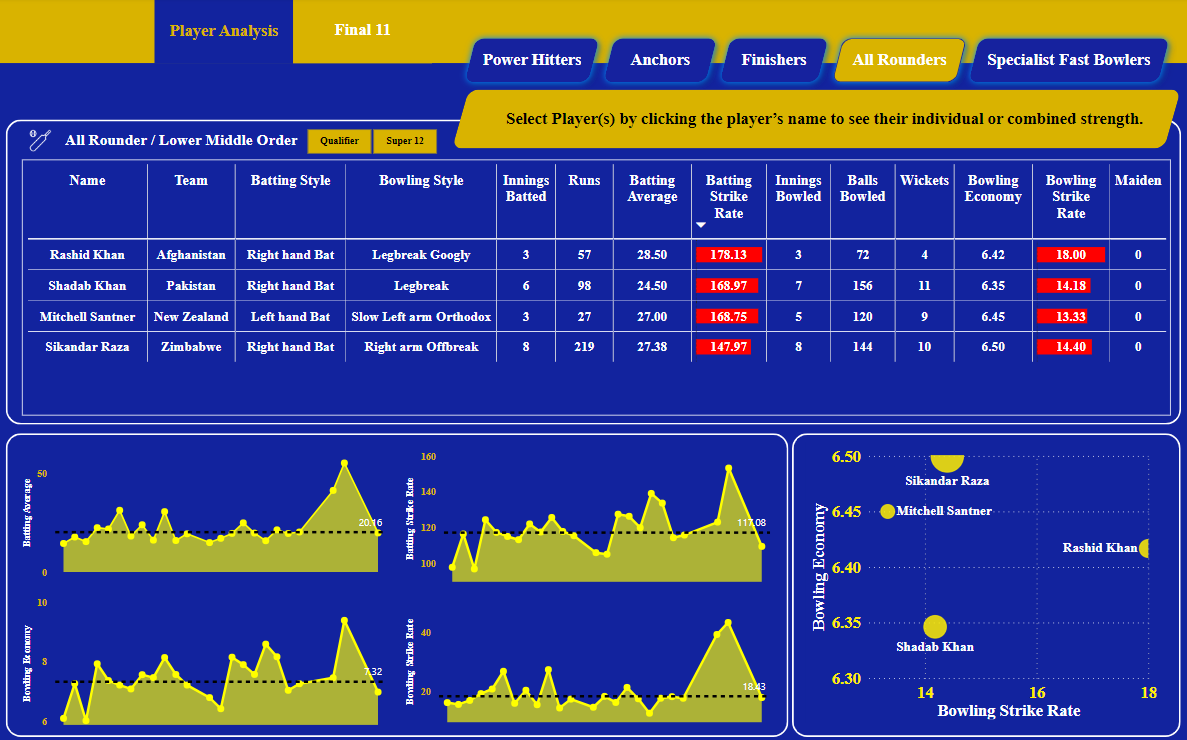 Player Analysis
Final 11
Power Hitters
Anchors
Finishers
All Rounders
Specialist Fast Bowlers
Select Player(s) by clicking the player’s name to see their individual or combined strength.
All Rounder / Lower Middle Order
Qualifier
Super 12
Name Team Batting Style Bowling Style Innings Batted Runs Batting Average Batting Strike Rate Innings Bowled Balls Bowled Wickets Bowling Economy Bowling Strike Rate Maiden
Rashid Khan Afghanistan Right hand Bat Legbreak Googly 3 57 28.50 178.13 3 72 4 6.42 18.00 0
Shadab Khan Pakistan Right hand Bat Legbreak 6 98 24.50 168.97 7 156 11 6.35 14.18 0
Mitchell Santner New Zealand Left hand Bat Slow Left arm Orthodox 3 27 27.00 168.75 5 120 9 6.45 13.33 0
Sikandar Raza Zimbabwe Right hand Bat Right arm Offbreak 8 219 27.38 147.97 8 144 10 6.50 14.40 0
Batting Average
50
0
20.16
Batting Strike Rate
160
140
120
100
117.08
Bowling Economy
10
8
6
7.32
Bowling Strike Rate
40
20
18.43
Bowling Economy
6.50
6.45
6.40
6.35
6.30
Sikandar Raza
Mitchell Santner
Rashid Khan
Shadab Khan
14 16 18
Bowling Strike Rate